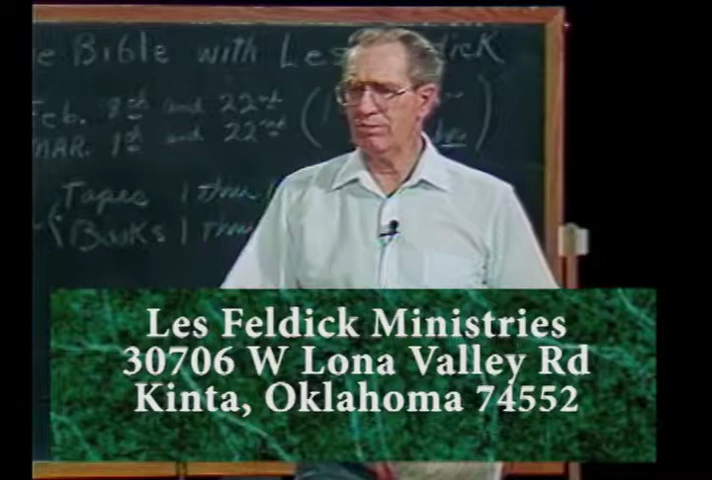 e Bible with Les dick
Feb. 8th and 22nd (
MAR. 1st and 22nd
Tapes 1 thru
Books 1 thru
Les Feldick Ministries
30706 W Lona Valley Rd
Kinta, Oklahoma 74552